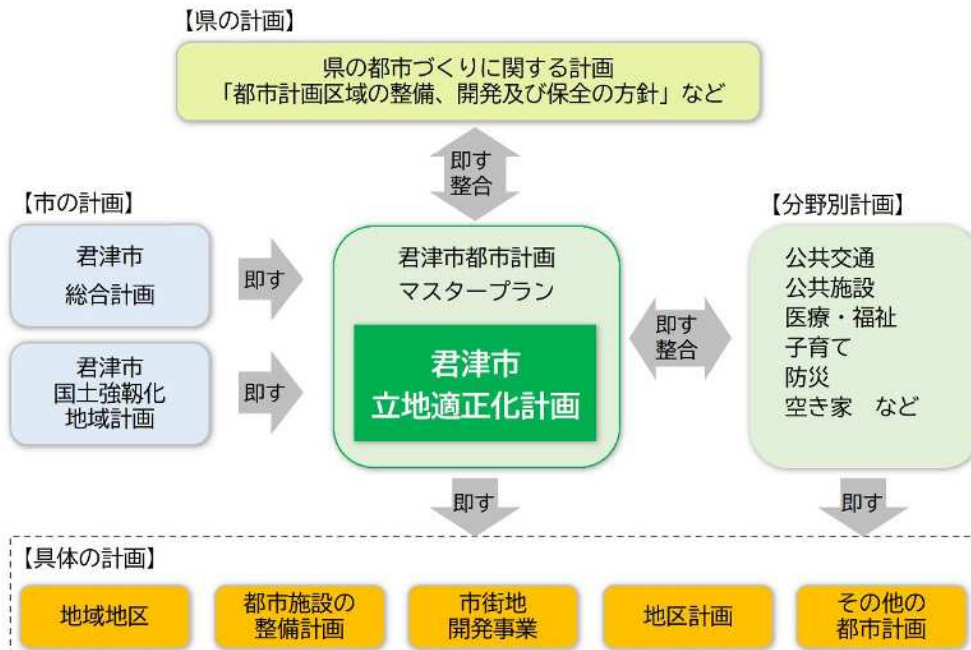 【県の計画】
県の都市づくりに関する計画
「都市計画区域の整備、開発及び保全の方針」など
即す
整合
【市の計画】
君津市
総合計画
即す
君津市
国土強靱化
地域計画
即す
君津市都市計画
マスタープラン
君津市
立地適正化計画
即す
整合
【分野別計画】
公共交通
公共施設
医療・福祉
子育て
防災
空き家　など
即す
即す
【具体の計画】
地域地区
都市施設の
整備計画
市街地
開発事業
地区計画
その他の
都市計画